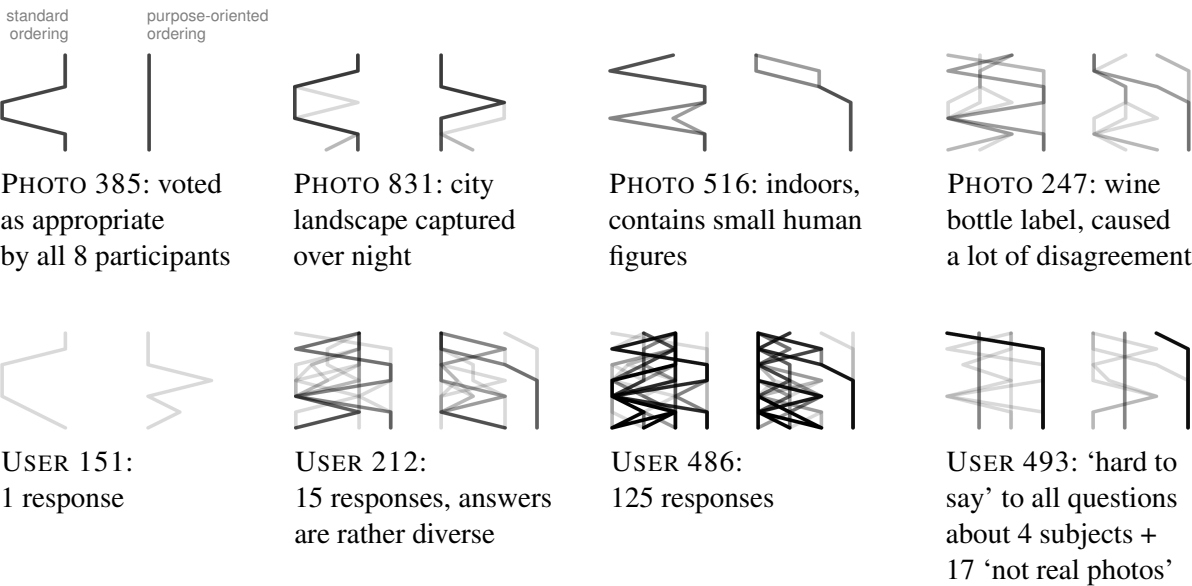 standard
ordering
purpose-oriented
ordering
PHOTO 385: voted
as appropriate
by all 8 participants
PHOTO 831: city
landscape captured
over night
PHOTO 516: indoors,
contains small human
figures
PHOTO 247: wine
bottle label, caused
a lot of disagreement
USER 151:
1 response
USER 212:
15 responses, answers
are rather diverse
USER 486:
125 responses
USER 493: ‘hard to
say’ to all questions
about 4 subjects +
17 ‘not real photos’